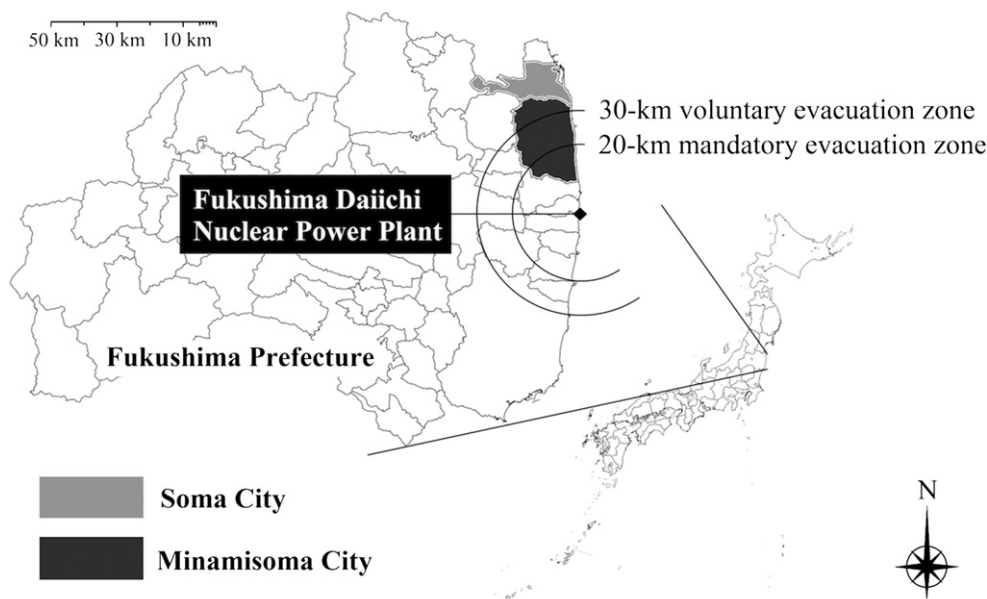 50 km 30 km 10 km
30-km voluntary evacuation zone
20-km mandatory evacuation zone
Fukushima Daiichi
Nuclear Power Plant
Fukushima Prefecture
Soma City
Minamisoma City
N